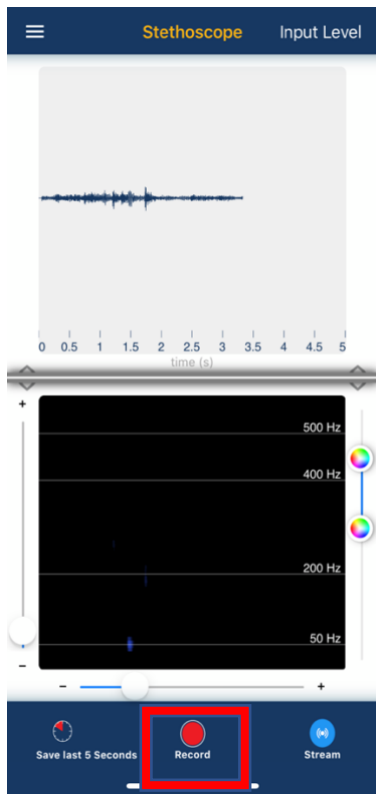 Stethoscope Input Level
0 0.5 1 1.5 2 2.5 3 3.5 4 4.5 5
time (s)
+
500 Hz
400 Hz
200 Hz
50 Hz
-
- +
Save last 5 Seconds Record Stream